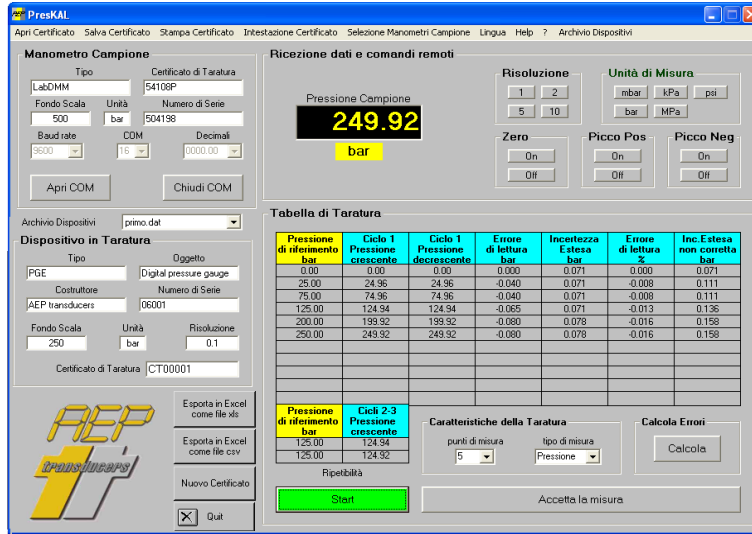 PresKAL
Apri Certificato Salva Certificato Stampa Certificato Intestazione Certificato Selezione Manometri Campione Lingua Help ? Archivio Dispositivi
Manometro Campione
Tipo Certificato di Taratura
LabDMM 54108P
Fondo Scala Unità Numero di Serie
500 bar 504198
Baud rate COM Decimali
9600 16 0000.00
Apri COM Chiudi COM
Archivio Dispositivi primo.dat
Dispositivo in Taratura
Tipo Oggetto
PGE Digital pressure gauge
Costruttore Numero di Serie
AEP transducers 06001
Fondo Scala Unità Risoluzione
250 bar 0.1
Certificato di Taratura CT00001
AEP
transducers
Esporta in Excel
come file xls
Esporta in Excel
come file csv
Nuovo Certificato
Quit
Ricezione dati e comandi remoti
Pressione Campione
249.92
bar
Risoluzione
1 2
5 10
Unità di Misura
mbar kPa psi
bar MPa
Zero
On
Off
Picco Pos
On
Off
Picco Neg
On
Off
Tabella di Taratura
Pressione Ciclo 1 Ciclo 1 Errore Incertezza Errore Inc.Estesa
di riferimento Pressione Pressione di lettura Estesa di lettura non corretta
bar crescente decrescente bar bar % bar
0.00 0.00 0.00 0.000 0.071 0.000 0.071
25.00 24.96 24.96 -0.040 0.071 -0.008 0.111
75.00 74.96 74.96 -0.040 0.071 -0.008 0.111
125.00 124.94 124.94 -0.065 0.071 -0.013 0.136
200.00 199.92 199.92 -0.080 0.078 -0.016 0.158
250.00 249.92 249.92 -0.080 0.078 -0.016 0.158
Pressione Cicli 2-3
di riferimento Pressione
bar crescente
125.00 124.94
125.00 124.92
Ripetibilità
Caratteristiche della Taratura
punti di misura tipo di misura
5 Pressione
Calcola Errori
Calcola
Start Accetta la misura